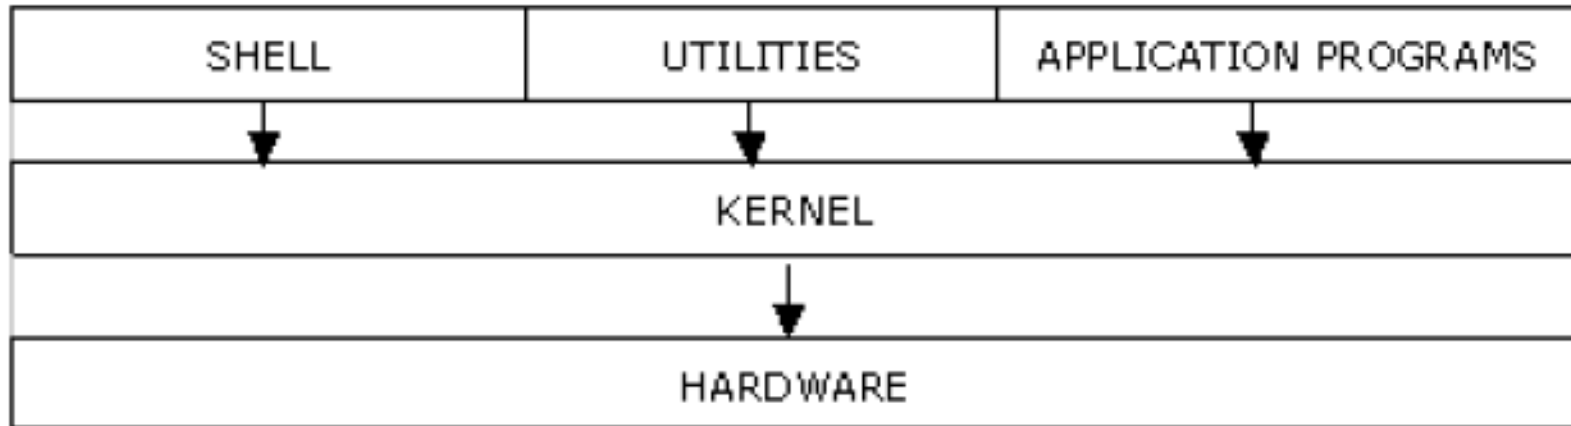 SHELL UTILITIES APPLICATION PROGRAMS
KERNEL
HARDWARE